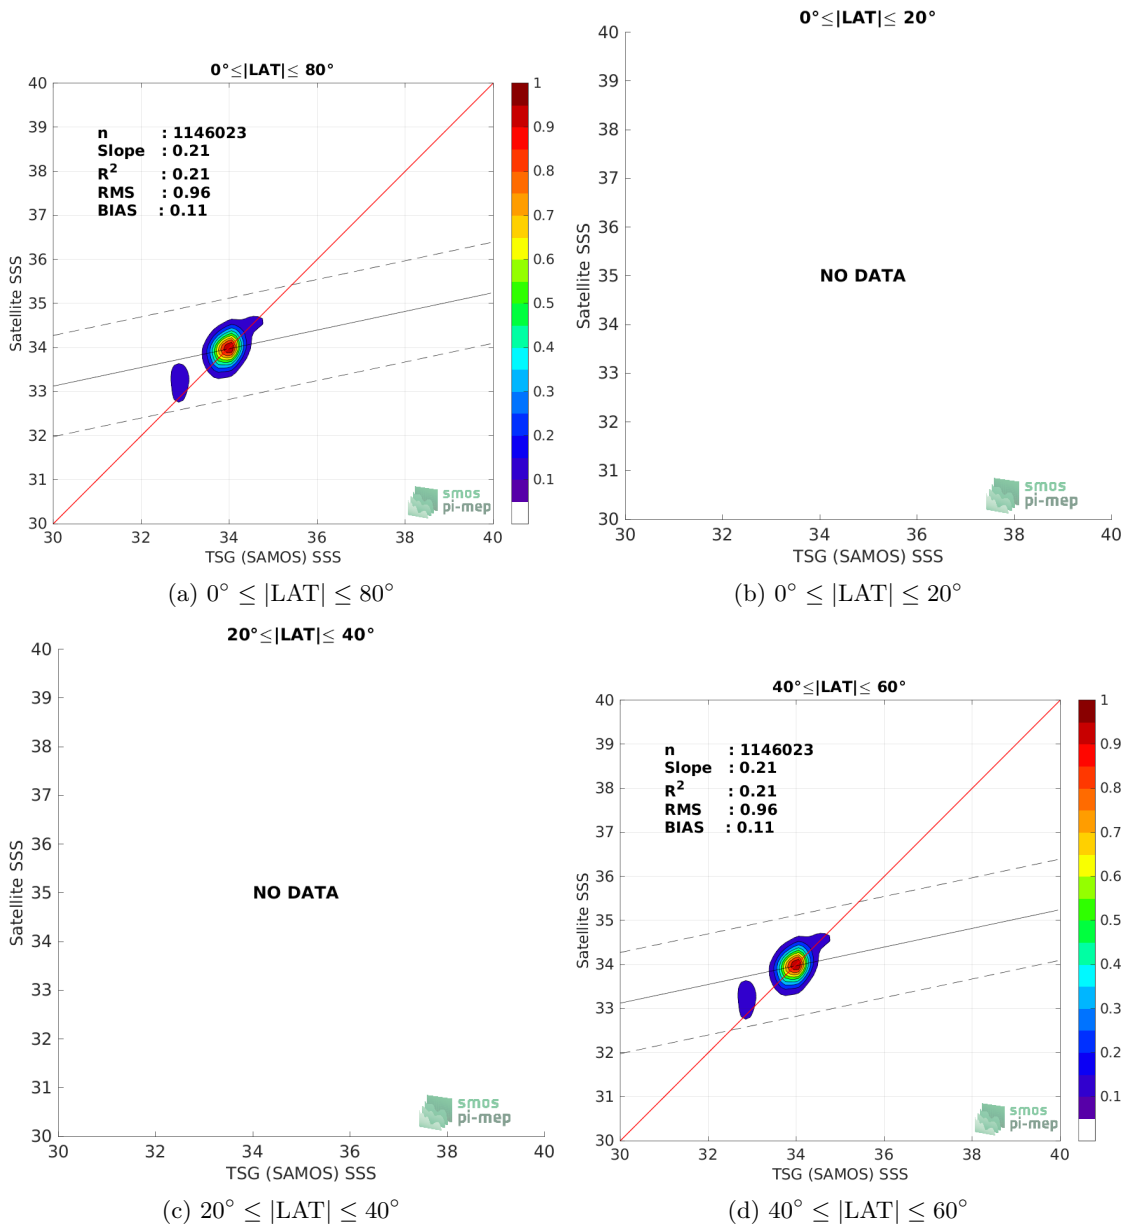 0°≤|LAT|≤ 80°
40
39
38
37
36
35
34
33
32
31
30
Satellite SSS
n : 1146023
Slope : 0.21
R² : 0.21
RMS : 0.96
BIAS : 0.11
smos
pi-mep
30 32 34 36 38 40
TSG (SAMOS) SSS
1
0.9
0.8
0.7
0.6
0.5
0.4
0.3
0.2
0.1
(a) 0° ≤ |LAT| ≤ 80°
0°≤|LAT|≤ 20°
40
39
38
37
36
35
34
33
32
31
30
Satellite SSS
NO DATA
smos
pi-mep
30 32 34 36 38 40
TSG (SAMOS) SSS
(b) 0° ≤ |LAT| ≤ 20°
20°≤|LAT|≤ 40°
40
39
38
37
36
35
34
33
32
31
30
Satellite SSS
NO DATA
smos
pi-mep
30 32 34 36 38 40
TSG (SAMOS) SSS
(c) 20° ≤ |LAT| ≤ 40°
40°≤|LAT|≤ 60°
40
39
38
37
36
35
34
33
32
31
30
Satellite SSS
n : 1146023
Slope : 0.21
R² : 0.21
RMS : 0.96
BIAS : 0.11
smos
pi-mep
30 32 34 36 38 40
TSG (SAMOS) SSS
1
0.9
0.8
0.7
0.6
0.5
0.4
0.3
0.2
0.1
(d) 40° ≤ |LAT| ≤ 60°